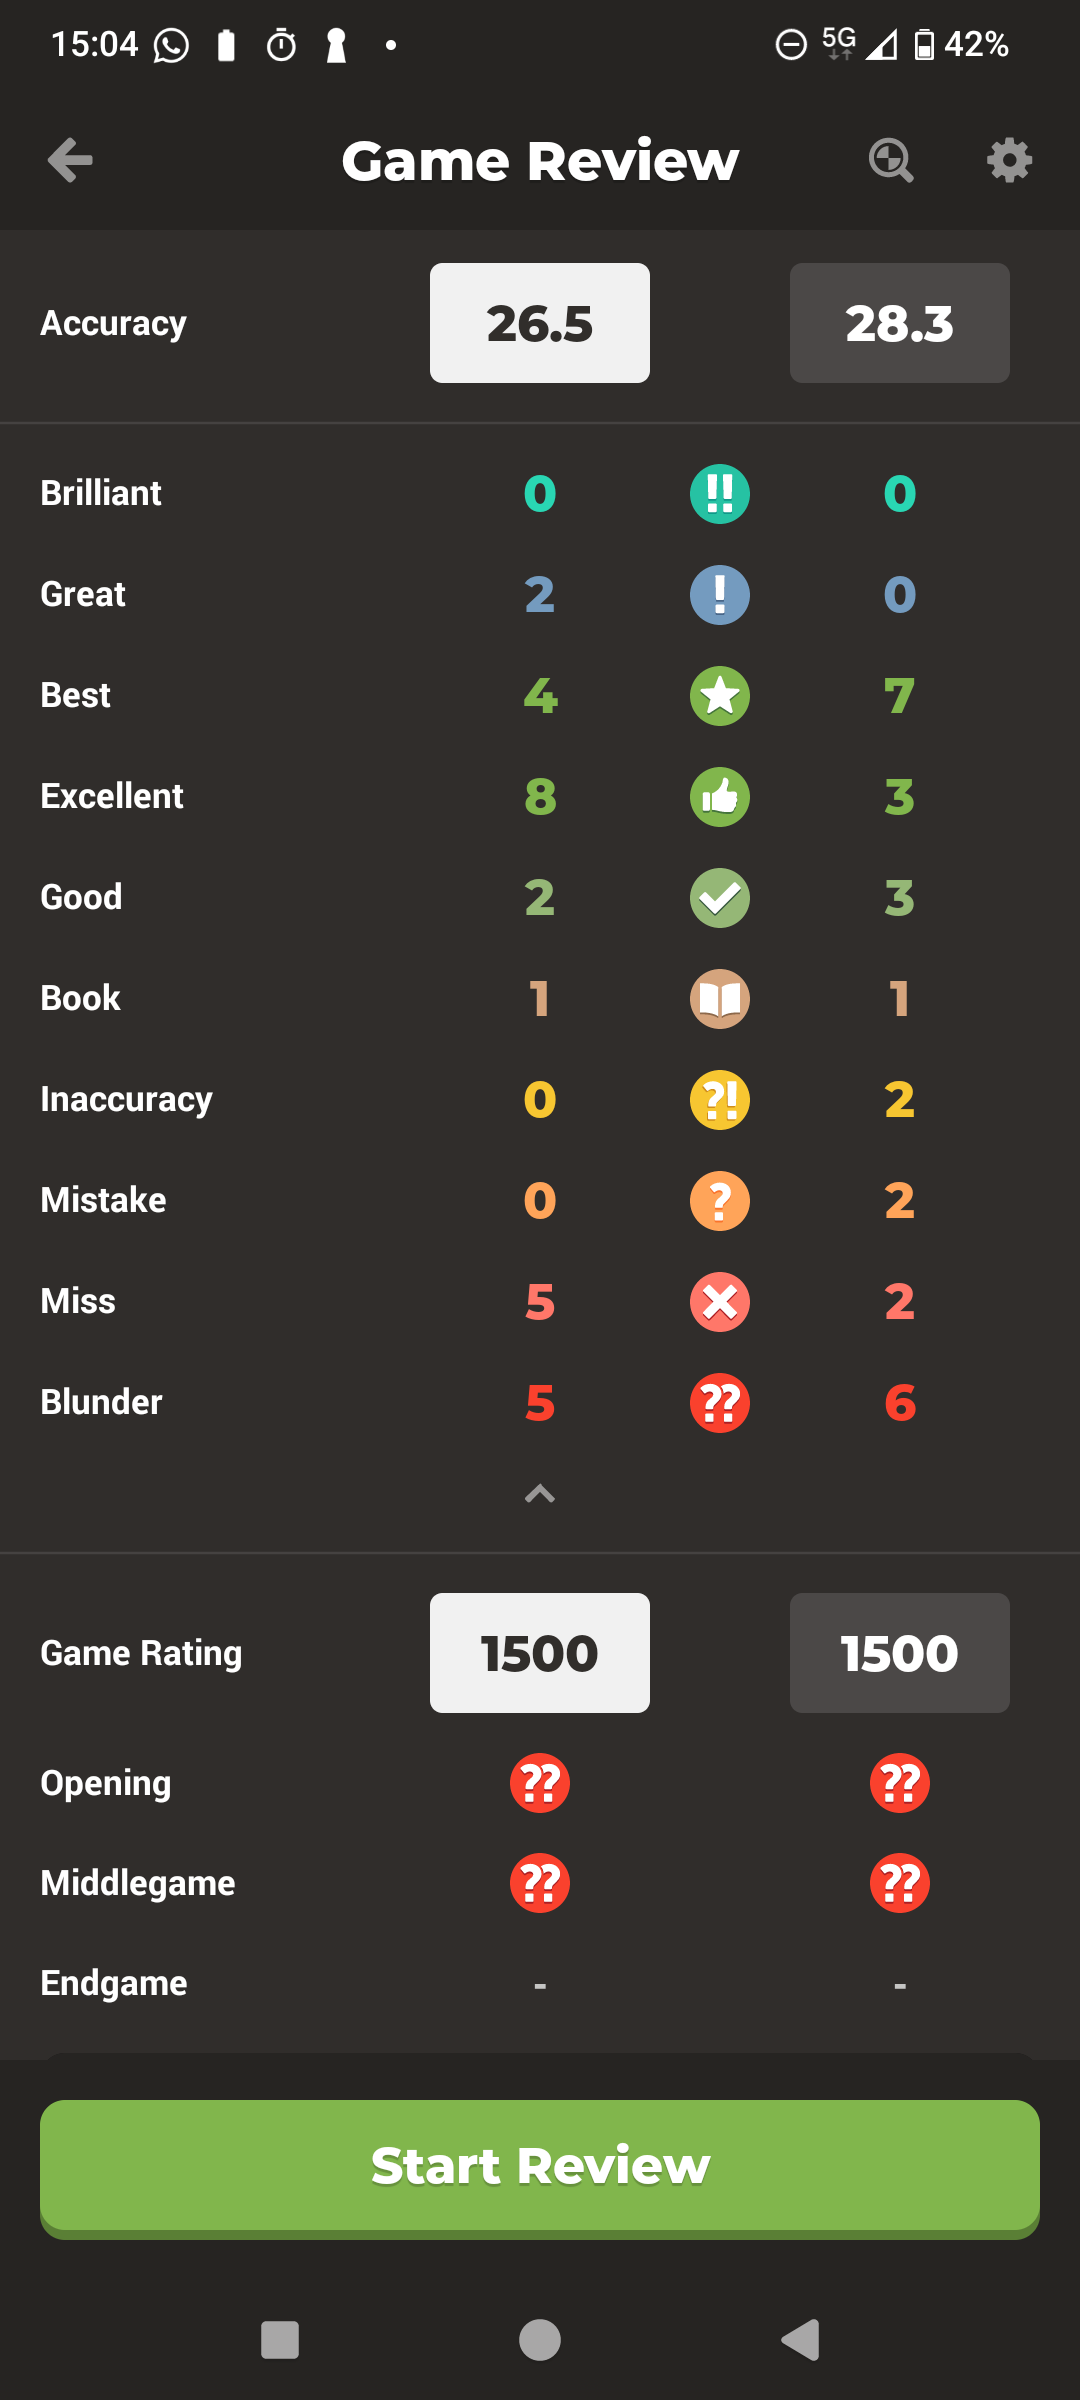 15:04 5G 42%
Game Review
Accuracy 26.5 28.3
Brilliant 0 !! 0
Great 2 ! 0
Best 4 7
Excellent 8 3
Good 2 3
Book 1 1
Inaccuracy 0 ?! 2
Mistake 0 ? 2
Miss 5 2
Blunder 5 ?? 6
Game Rating 1500 1500
Opening ?? ??
Middlegame ?? ??
Endgame - -
Start Review